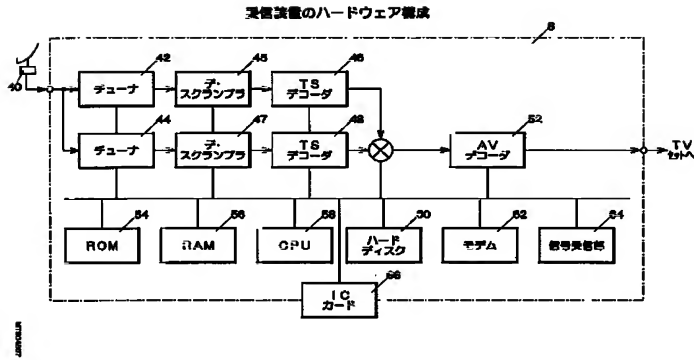 受信装置のハードウェア構成
8
42
45
46
40
チューナ
デ・
スクランブラ
TS
デコーダ
44
47
48
52
チューナ
デ・
スクランブラ
TS
デコーダ
AV
デコーダ
TV
セットへ
54
56
58
50
62
64
ROM
RAM
CPU
ハード
ディスク
モデム
信号受信部
66
IC
カード